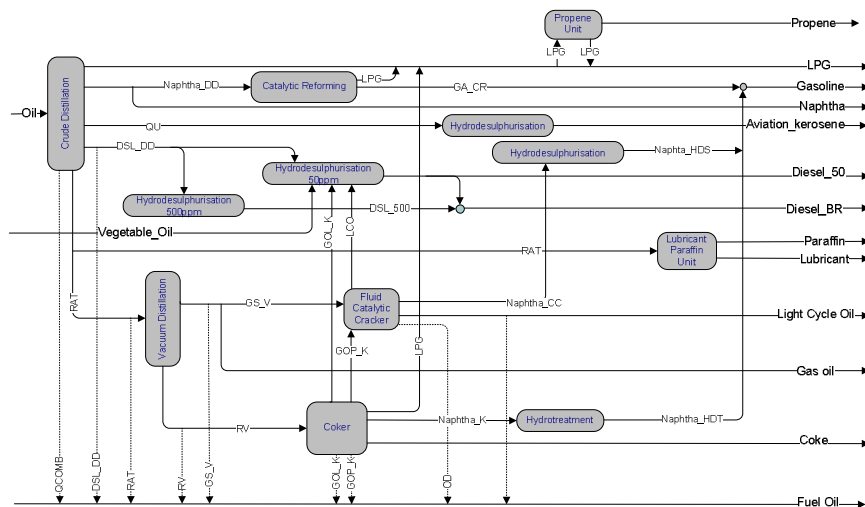 Propene
Unit
Propene
LPG
LPG
LPG
LPG
Crude Distillation
Naphtha_DD
Catalytic Reforming
GA_CR
Gasoline
Naphtha
Oil
QU
Hydrodesulphurisation
Aviation_kerosene
DSL_DD
Hydrodesulphurisation
Naphta_HDS
Hydrodesulphurisation
50ppm
Diesel_50
Hydrodesulphurisation
500ppm
DSL_500
Diesel_BR
Vegetable_Oil
GOL_K
LCO
RAT
Lubricant
Paraffin
Unit
Paraffin
Lubricant
RAT
Vacuum Distillation
GS_V
Fluid
Catalytic
Cracker
Naphtha_CC
Light Cycle Oil
GOP_K
LPG
Gas oil
RV
Coker
Naphtha_K
Hydrotreatment
Naphtha_HDT
Coke
QCOMB
DSL_DD
RAT
RV
GS_V
GOL_K
GOP_K
OD
Fuel Oil